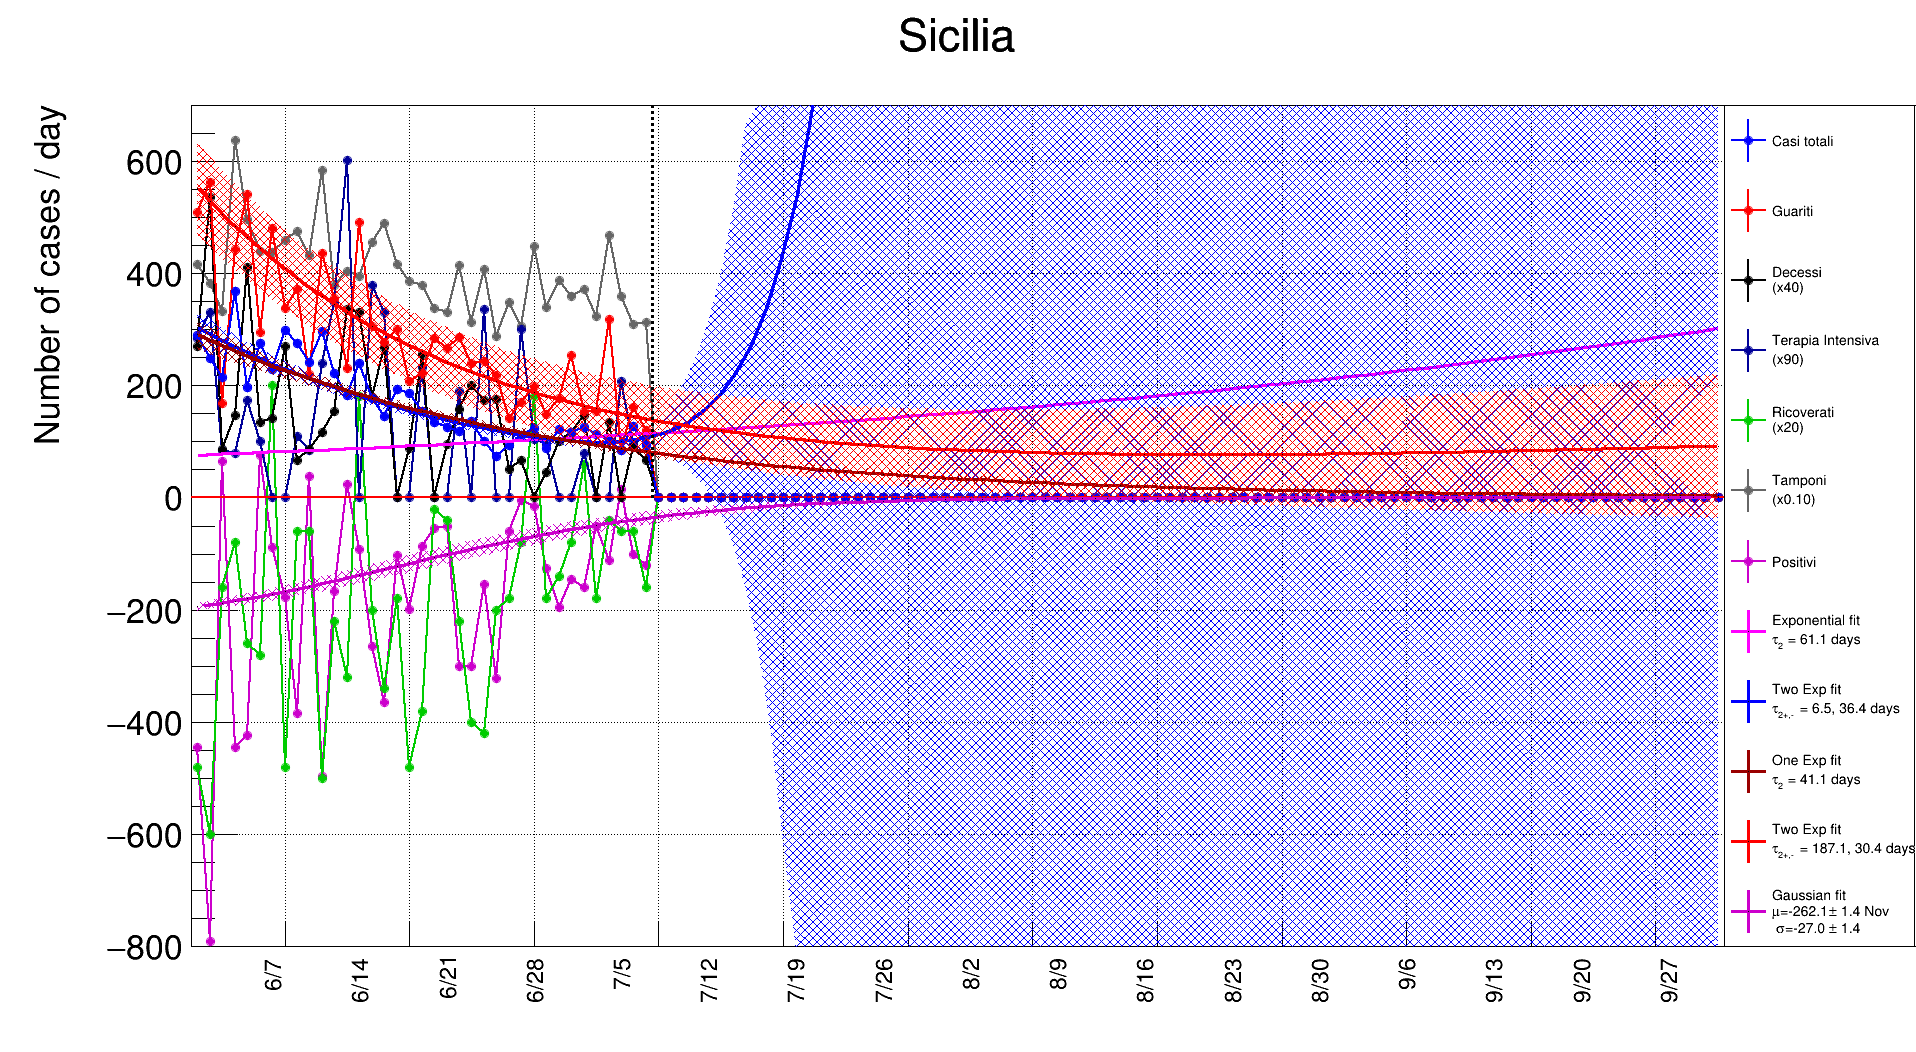 Sicilia
Number of cases / day
600
400
200
0
−200
−400
−600
−800
6/7
6/14
6/21
6/28
7/5
7/12
7/19
7/26
8/2
8/9
8/16
8/23
8/30
9/6
9/13
9/20
9/27
Casi totali
Guariti
Decessi
(x40)
Terapia Intensiva
(x90)
Ricoverati
(x20)
Tamponi
(x0.10)
Positivi
Exponential fit
τ2 = 61.1 days
Two Exp fit
τ2+,- = 6.5, 36.4 days
One Exp fit
τ2 = 41.1 days
Two Exp fit
τ2+,- = 187.1, 30.4 days
Gaussian fit
μ=-262.1± 1.4 Nov
σ=-27.0 ± 1.4